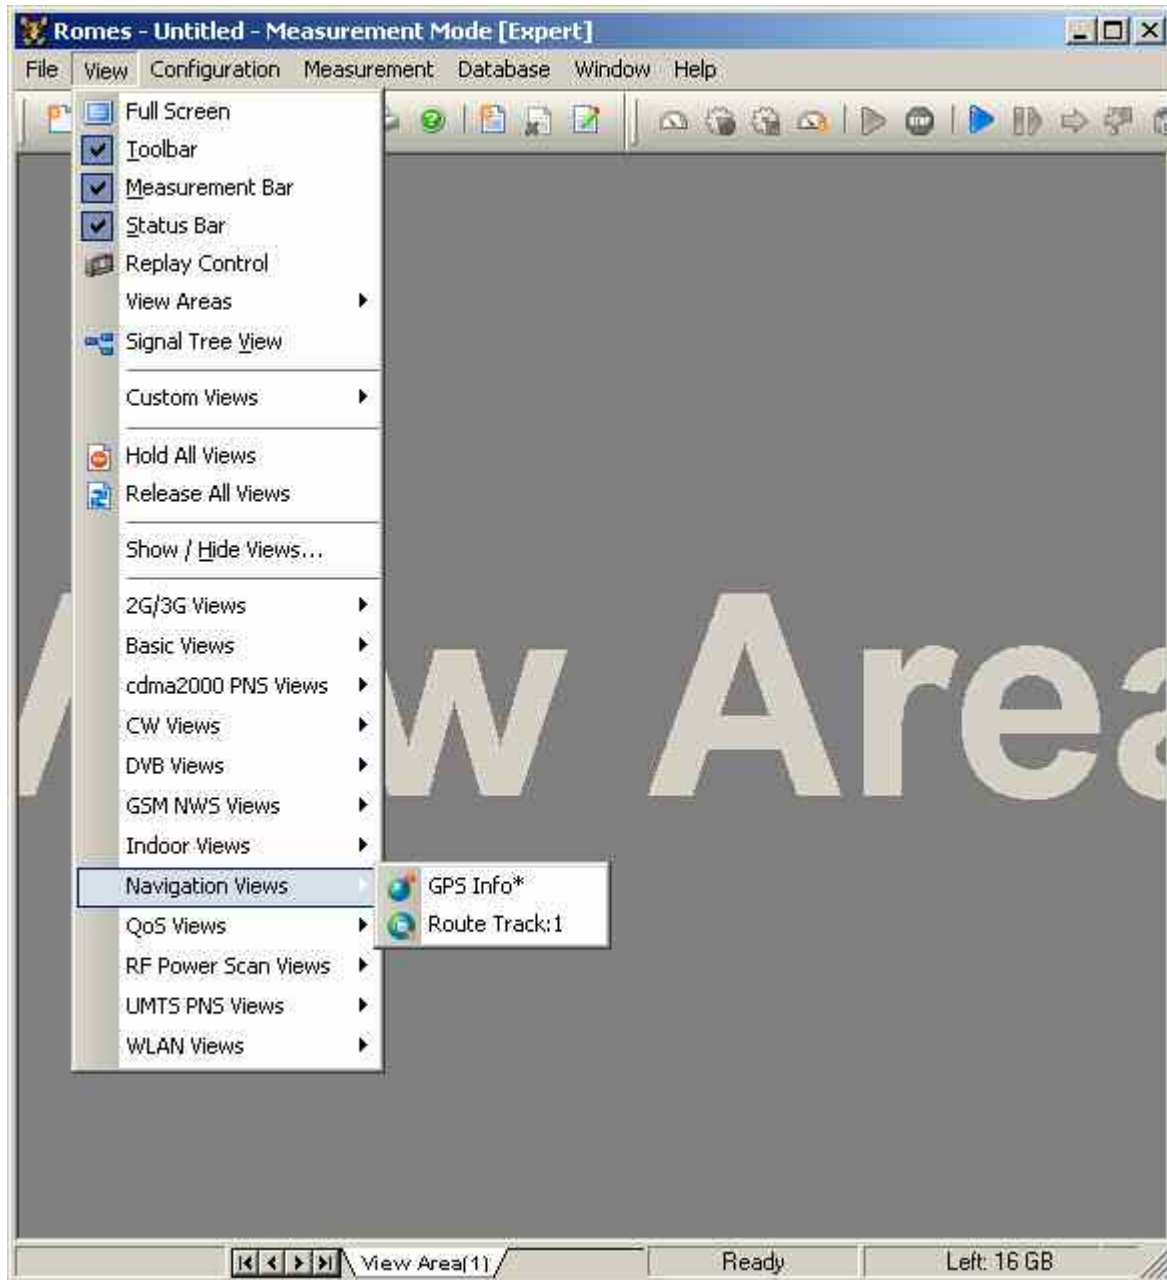 Romes - Untitled - Measurement Mode [Expert]
File View Configuration Measurement Database Window Help
Full Screen
Toolbar
Measurement Bar
Status Bar
Replay Control
View Areas
Signal Tree View
Custom Views
Hold All Views
Release All Views
Show / Hide Views...
2G/3G Views
Basic Views
cdma2000 PNS Views
CW Views
DVB Views
GSM NWS Views
Indoor Views
Navigation Views
GPS Info*
Route Track:1
QoS Views
RF Power Scan Views
UMTS PNS Views
WLAN Views
w Area
View Area(1)
Ready
Left: 16 GB